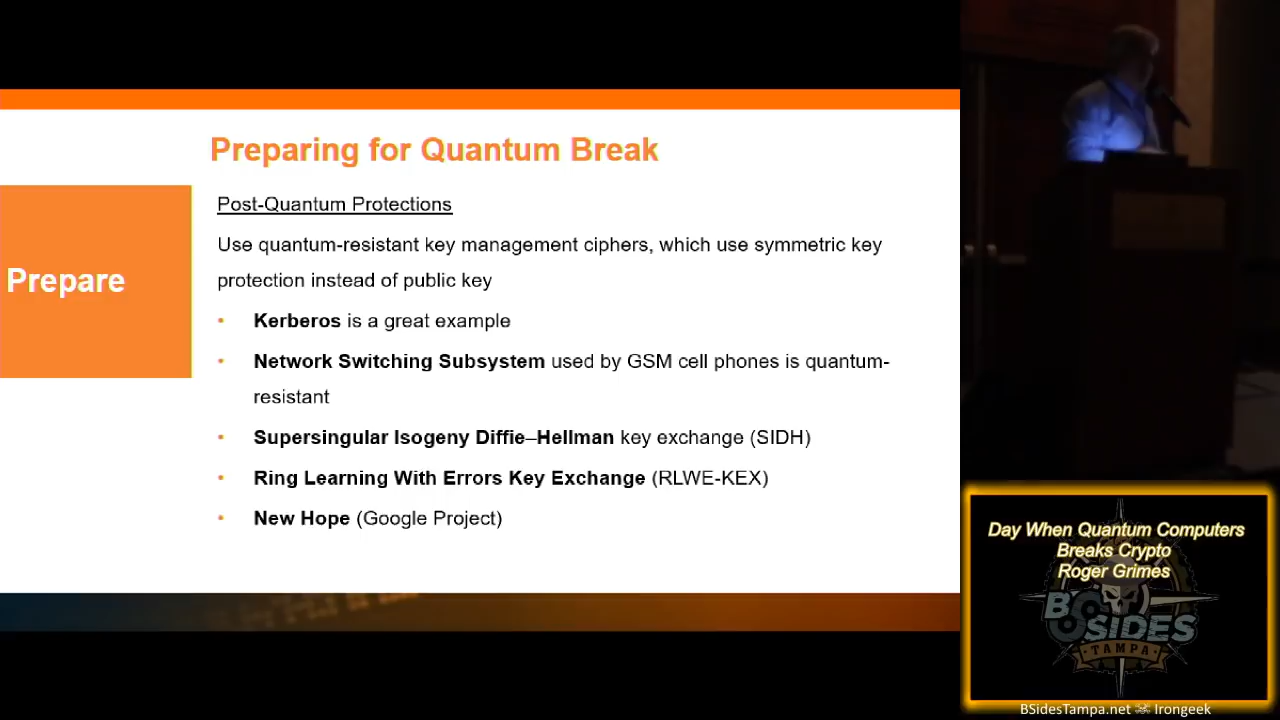 Preparing for Quantum Break
Prepare
Post-Quantum Protections
Use quantum-resistant key management ciphers, which use symmetric key
protection instead of public key
• Kerberos is a great example
• Network Switching Subsystem used by GSM cell phones is quantum-
resistant
• Supersingular Isogeny Diffie–Hellman key exchange (SIDH)
• Ring Learning With Errors Key Exchange (RLWE-KEX)
• New Hope (Google Project)
Day When Quantum Computers
Breaks Crypto
Roger Grimes
BSIDES
TAMPA
BSidesTampa.net ☠ Irongeek